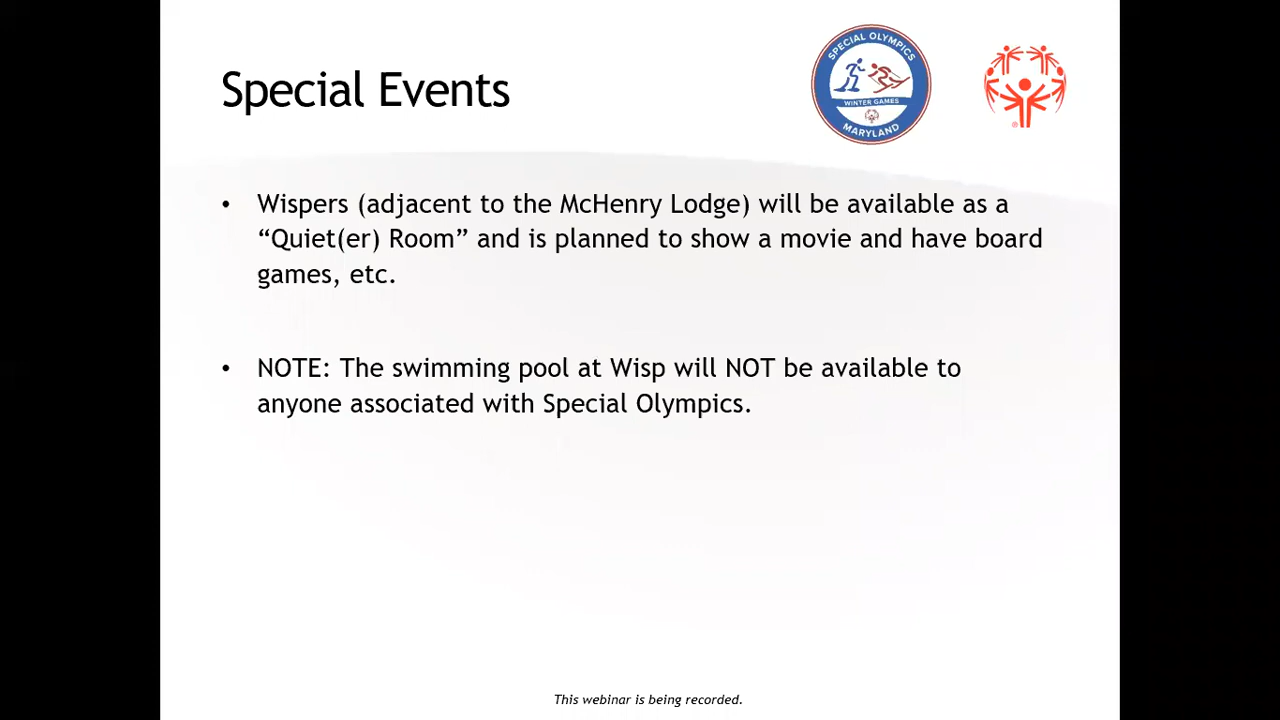 Special Events
SPECIAL OLYMPICS
WINTER GAMES
MARYLAND
®
• Wispers (adjacent to the McHenry Lodge) will be available as a
“Quiet(er) Room” and is planned to show a movie and have board
games, etc.
• NOTE: The swimming pool at Wisp will NOT be available to
anyone associated with Special Olympics.
This webinar is being recorded.